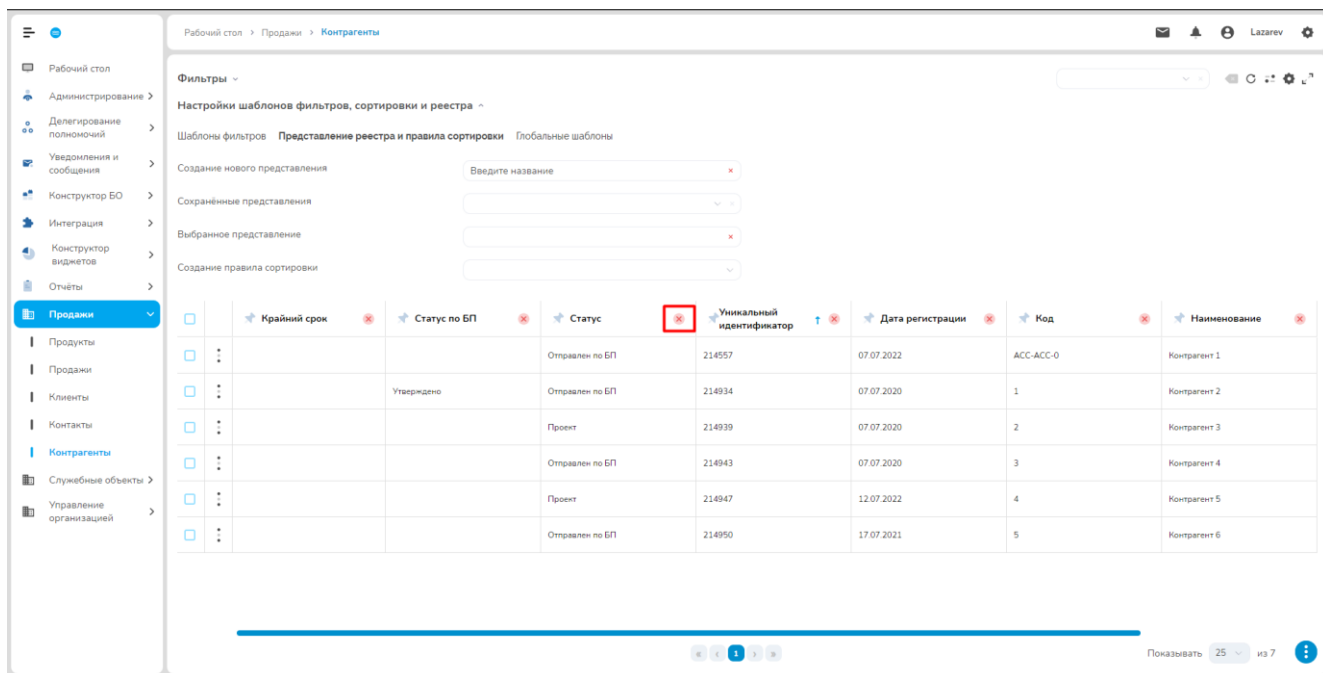 Рабочий стол > Продажи > Контрагенты
Lazarev
Рабочий стол
Администрирование
Делегирование
полномочий
Уведомления и
сообщения
Конструктор БО
Интеграция
Конструктор
виджетов
Отчёты
Продажи
Продукты
Продажи
Клиенты
Контакты
Контрагенты
Служебные объекты
Управление
организацией
Фильтры
Настройки шаблонов фильтров, сортировки и реестра
Шаблоны фильтров Представление реестра и правила сортировки Глобальные шаблоны
Создание нового представления Введите название
Сохранённые представления
Выбранное представление
Создание правила сортировки
Крайний срок Статус по БП Статус Уникальный идентификатор Дата регистрации Код Наименование
Отправлен по БП 214557 07.07.2022 ACC-ACC-0 Контрагент 1
Утверждено Отправлен по БП 214934 07.07.2020 1 Контрагент 2
Проект 214939 07.07.2020 2 Контрагент 3
Отправлен по БП 214943 07.07.2020 3 Контрагент 4
Проект 214947 12.07.2022 4 Контрагент 5
Отправлен по БП 214950 17.07.2021 5 Контрагент 6
« ‹ 1 › »
Показывать 25 из 7